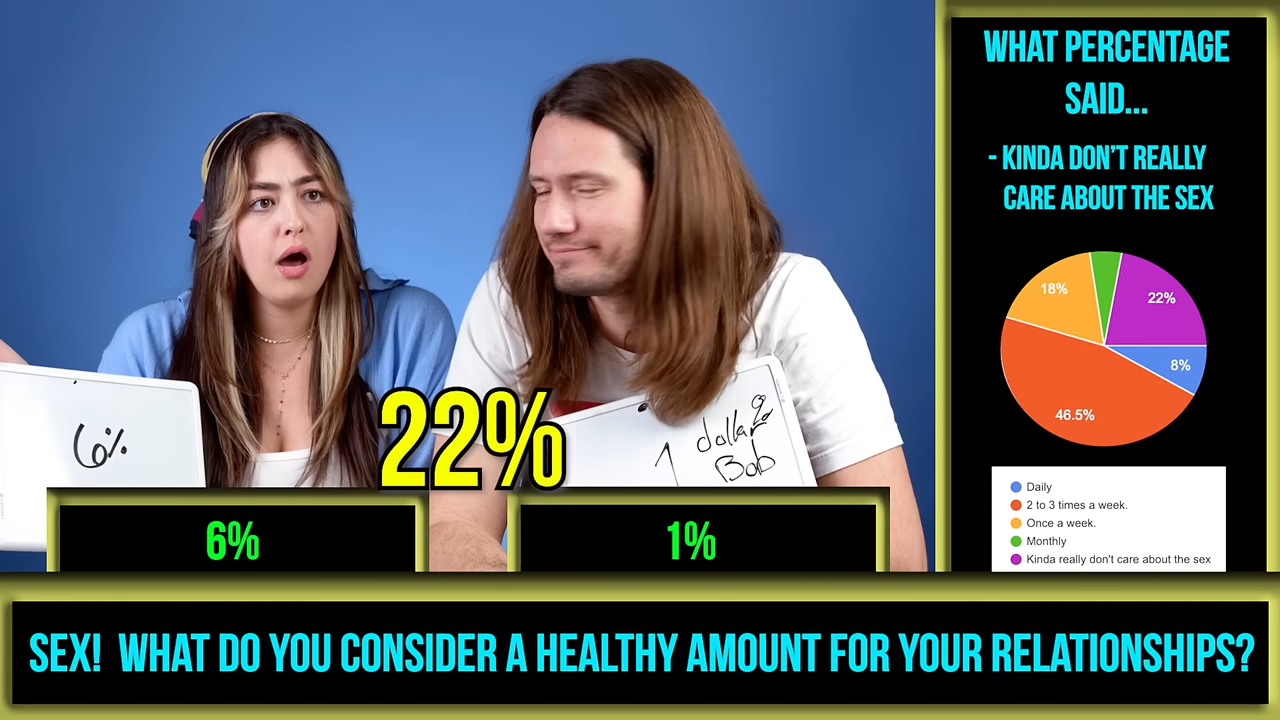 WHAT PERCENTAGE
SAID...
- KINDA DON'T REALLY
CARE ABOUT THE SEX
18%
22%
8%
46.5%
Daily
2 to 3 times a week.
Once a week.
Monthly
Kinda really don't care about the sex
6%
1 dolla
Bob
22%
6%
1%
SEX! WHAT DO YOU CONSIDER A HEALTHY AMOUNT FOR YOUR RELATIONSHIPS?